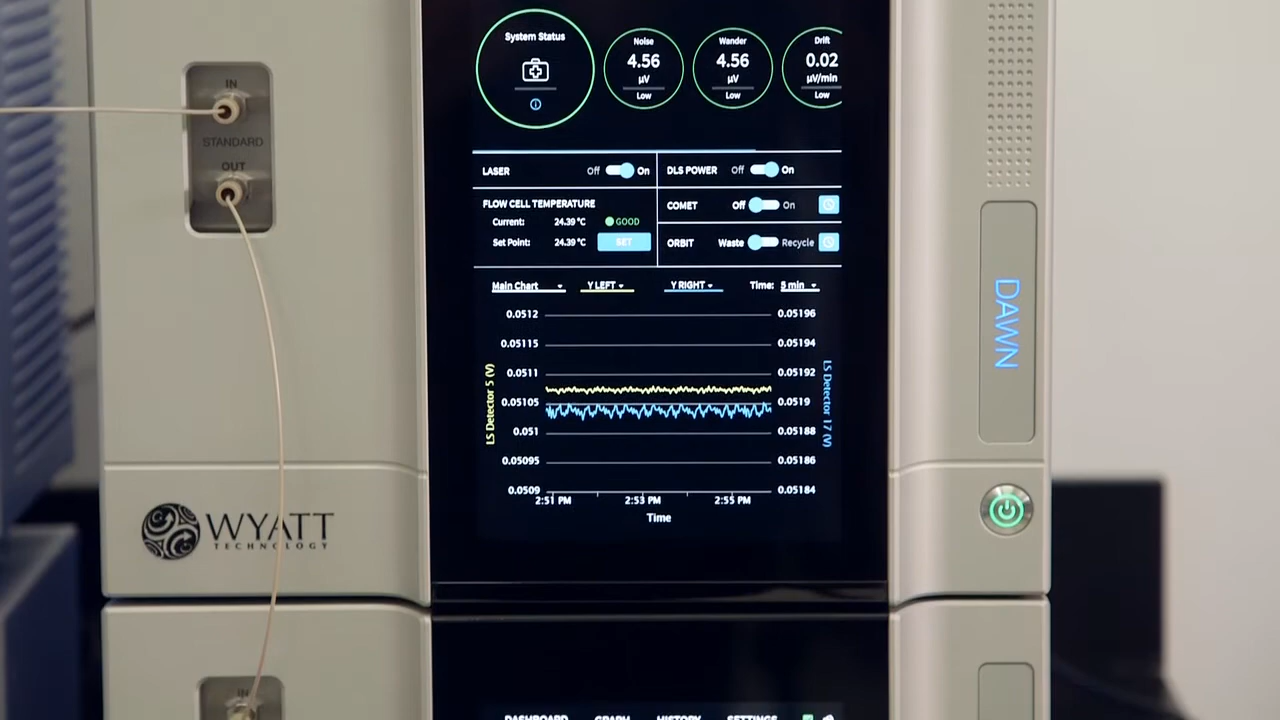 IN
STANDARD
OUT
WYATT
TECHNOLOGY
System Status
Noise
4.56
µV
Low
Wander
4.56
µV
Low
Drift
0.02
µV/min
Low
LASER Off On
DLS POWER Off On
FLOW CELL TEMPERATURE
Current: 24.39 °C GOOD
Set Point: 24.39 °C SET
COMET Off On
ORBIT Waste Recycle
Main Chart Y LEFT Y RIGHT Time: 5 min
LS Detector 5 (V)
0.0512
0.05115
0.0511
0.05105
0.051
0.05095
0.0509
0.05196
0.05194
0.05192
0.0519
0.05188
0.05186
0.05184
LS Detector 17 (V)
2:51 PM 2:53 PM 2:55 PM
Time
DAWN
IN
DASHBOARD GRAPH HISTORY SETTINGS